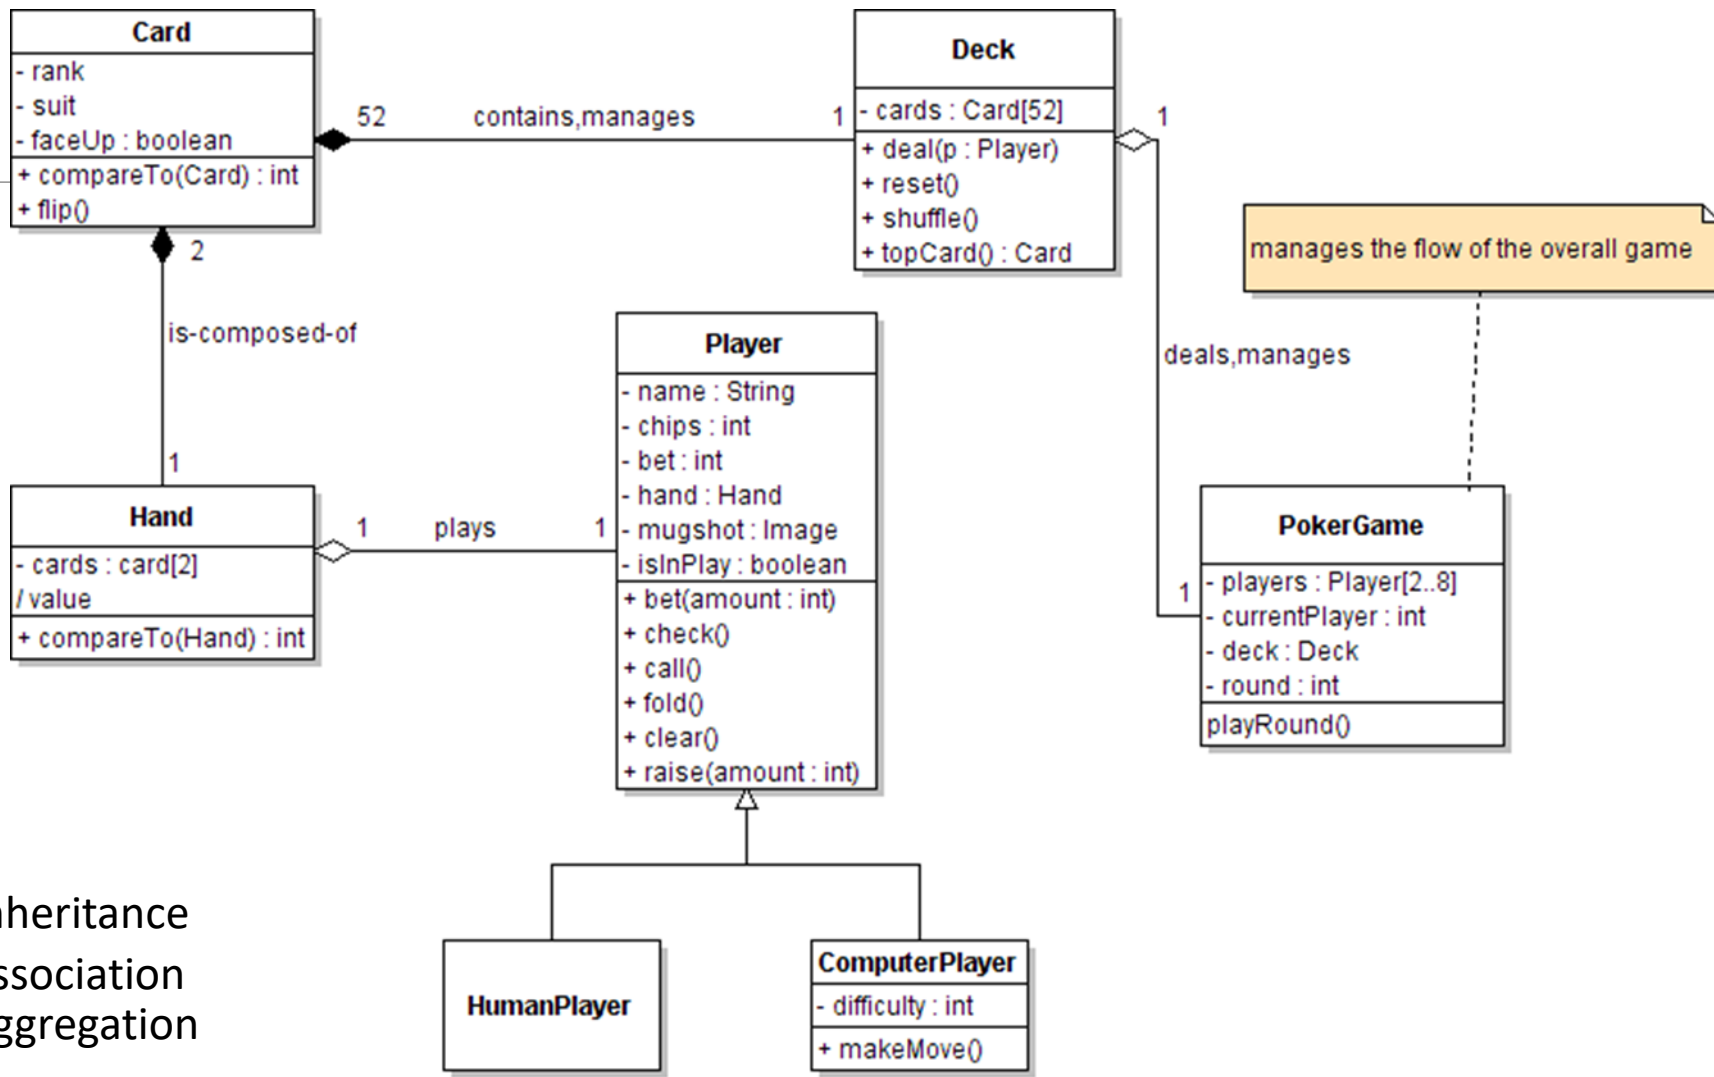 Card
- rank
- suit
- faceUp : boolean
+ compareTo(Card) : int
+ flip()
52
contains,manages
1
Deck
- cards : Card[52]
+ deal(p : Player)
+ reset()
+ shuffle()
+ topCard() : Card
1
manages the flow of the overall game
2
is-composed-of
1
deals,manages
1
Player
- name : String
- chips : int
- bet : int
- hand : Hand
- mugshot : Image
- isInPlay : boolean
+ bet(amount : int)
+ check()
+ call()
+ fold()
+ clear()
+ raise(amount : int)
Hand
- cards : card[2]
/ value
+ compareTo(Hand) : int
1
plays
1
PokerGame
- players : Player[2..8]
- currentPlayer : int
- deck : Deck
- round : int
playRound()
HumanPlayer
ComputerPlayer
- difficulty : int
+ makeMove()
nheritance
ssociation
ggregation